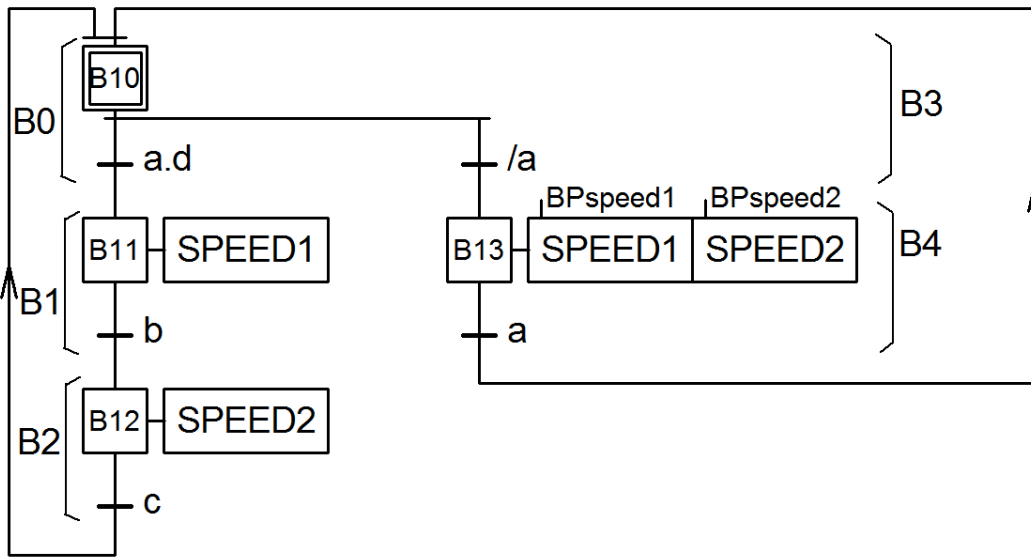 B10
B0
B3
a.d
/a
BPspeed1
BPspeed2
B11
SPEED1
B13
SPEED1
SPEED2
B4
B1
b
a
B12
SPEED2
B2
c